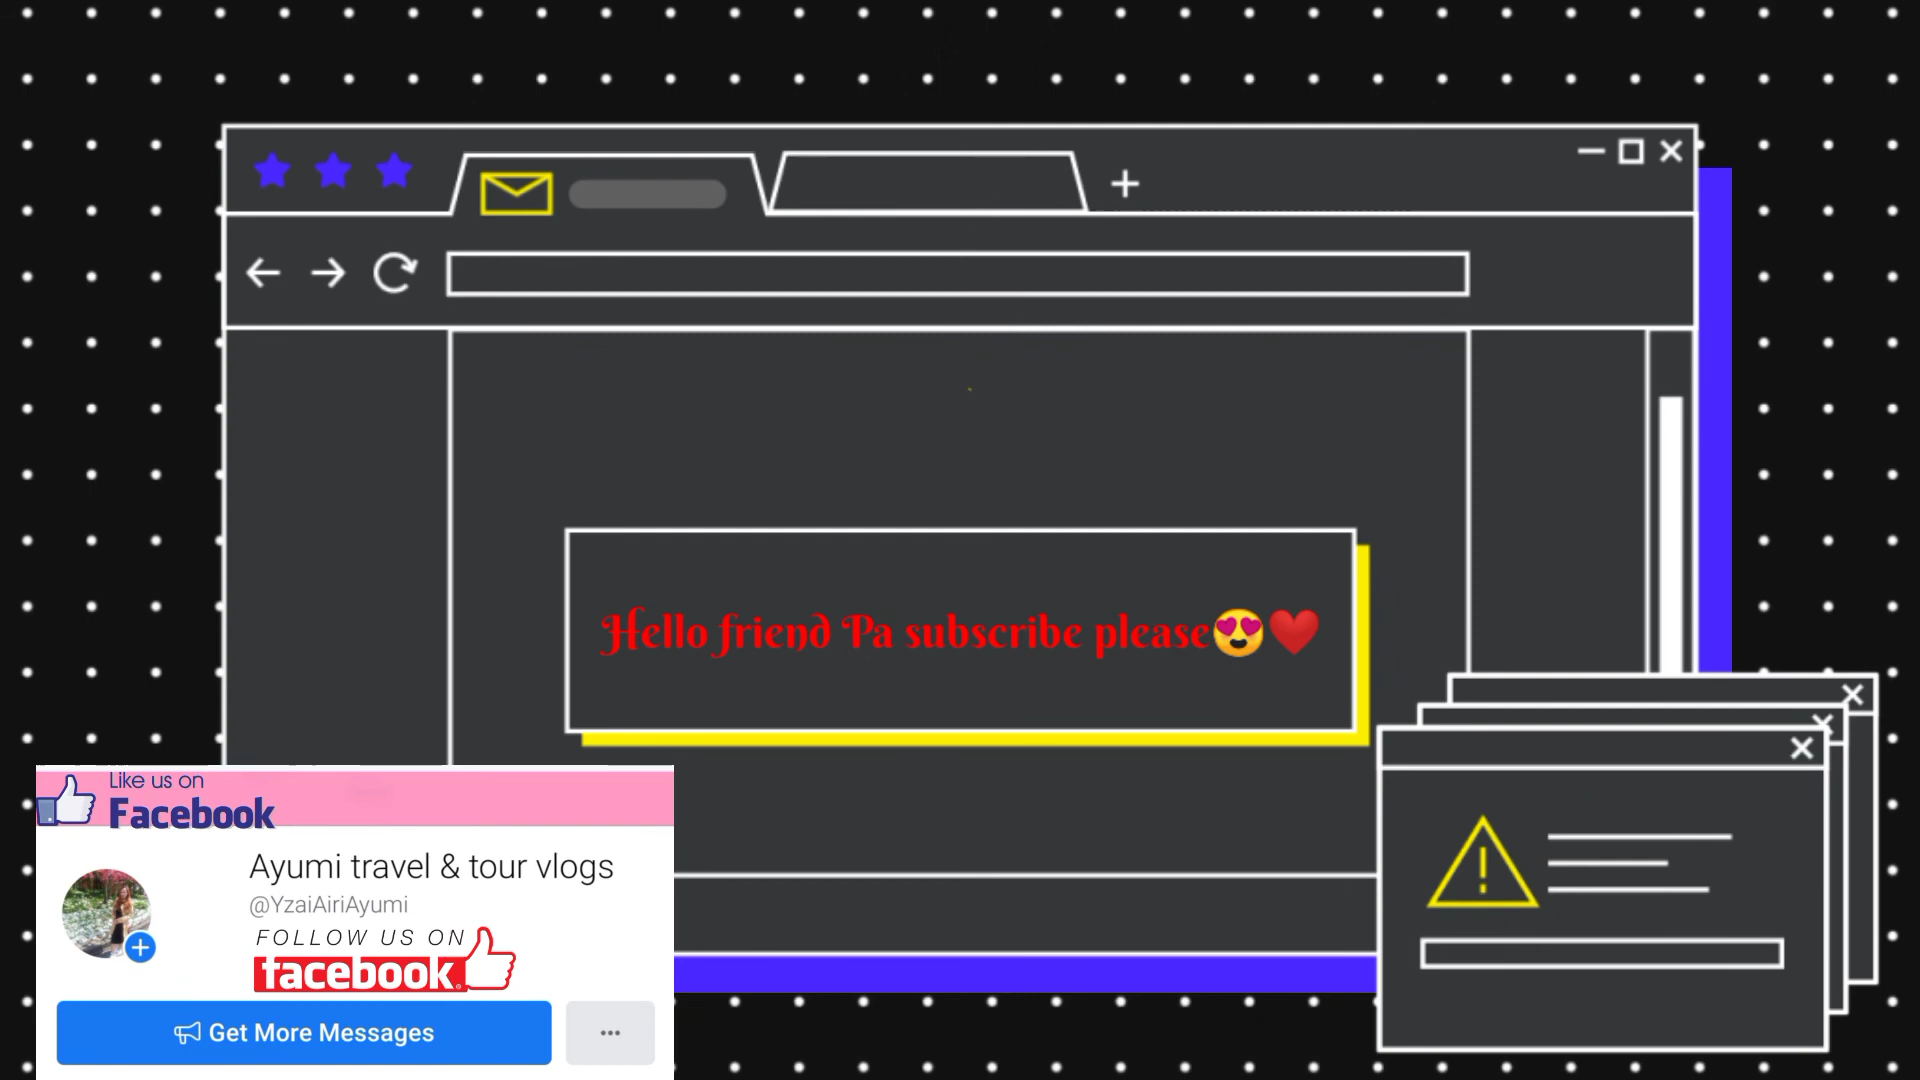 Hello friend Pa subscribe please😍❤️
Like us on
Facebook
Ayumi travel & tour vlogs
@YzaiAiriAyumi
FOLLOW US ON
facebook.
Get More Messages